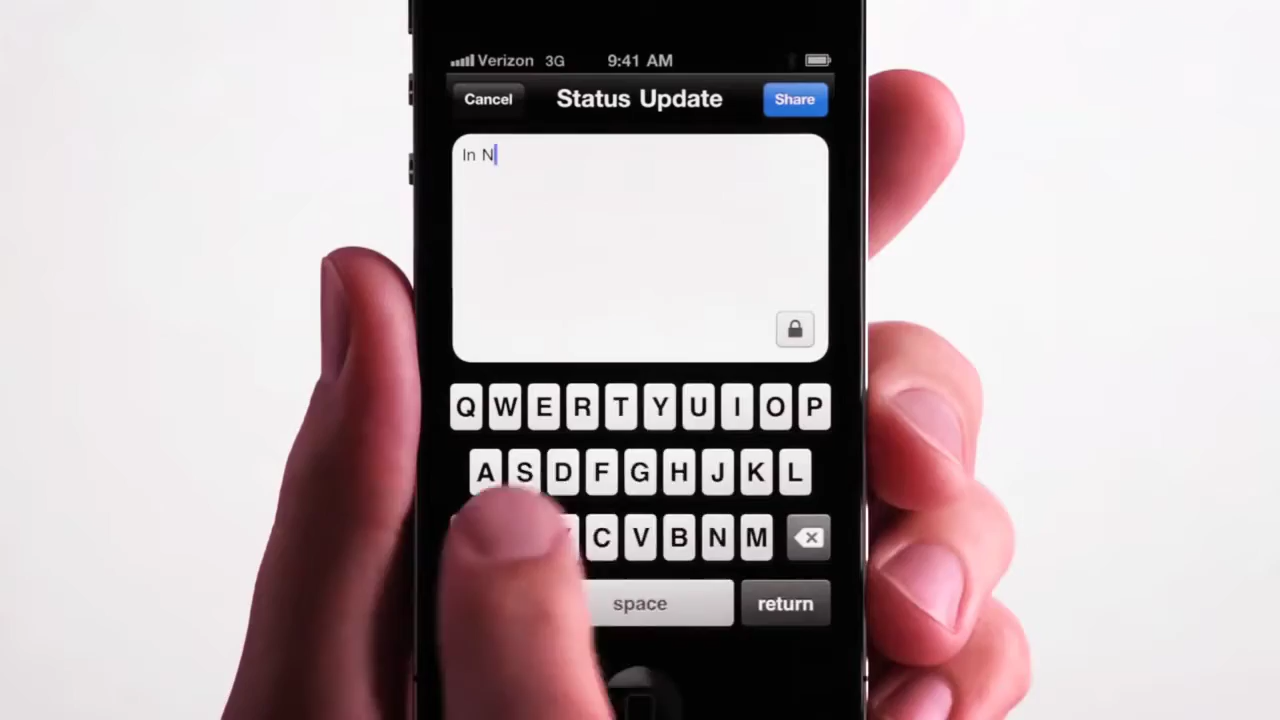 Verizon 3G 9:41 AM
Cancel Status Update Share
In N
Q W E R T Y U I O P
A S D F G H J K L
C V B N M
space return